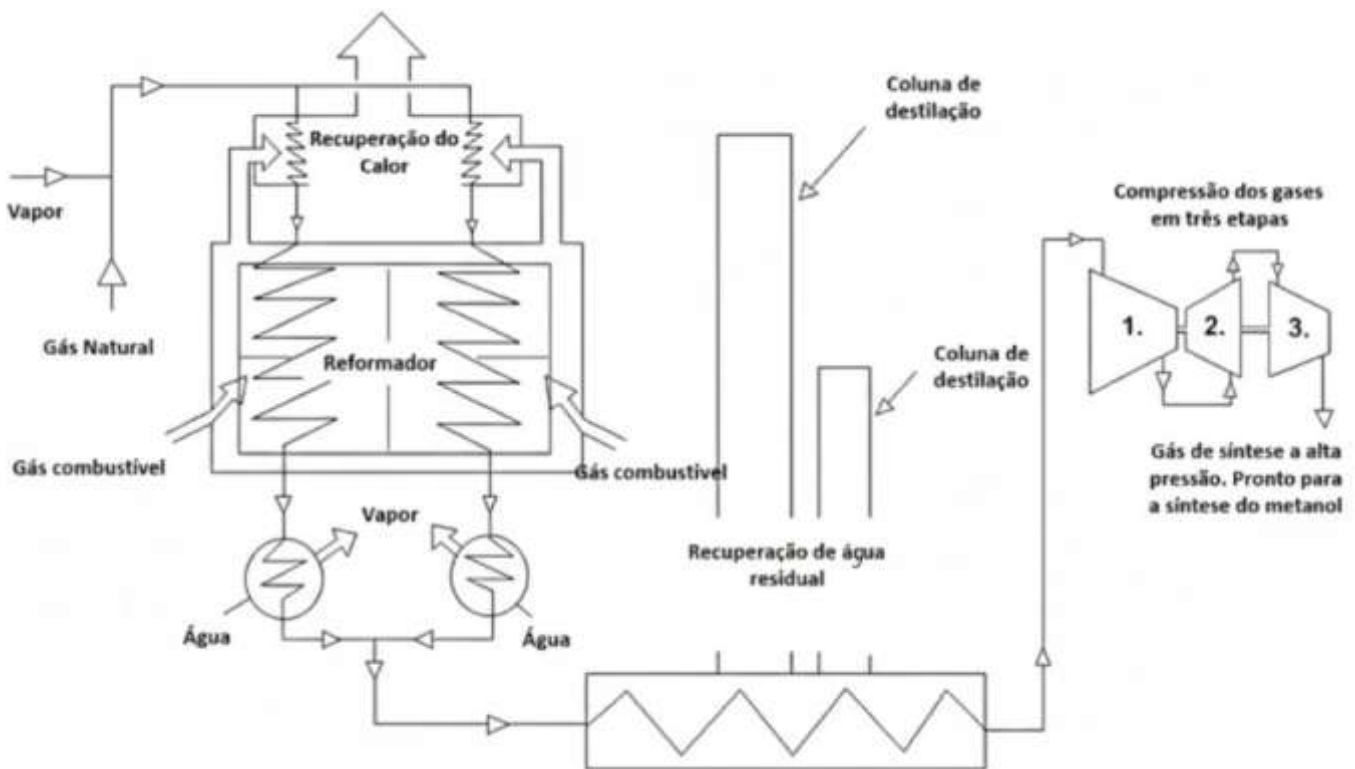 Coluna de
destilação
Recuperação do
Calor
Compressão dos gases
em três etapas
Vapor
1.
2.
3.
Gás Natural
Reformador
Coluna de
destilação
Gás combustível
Gás combustível
Gás de síntese a alta
pressão. Pronto para
a síntese do metanol
Vapor
Recuperação de água
residual
Água
Água